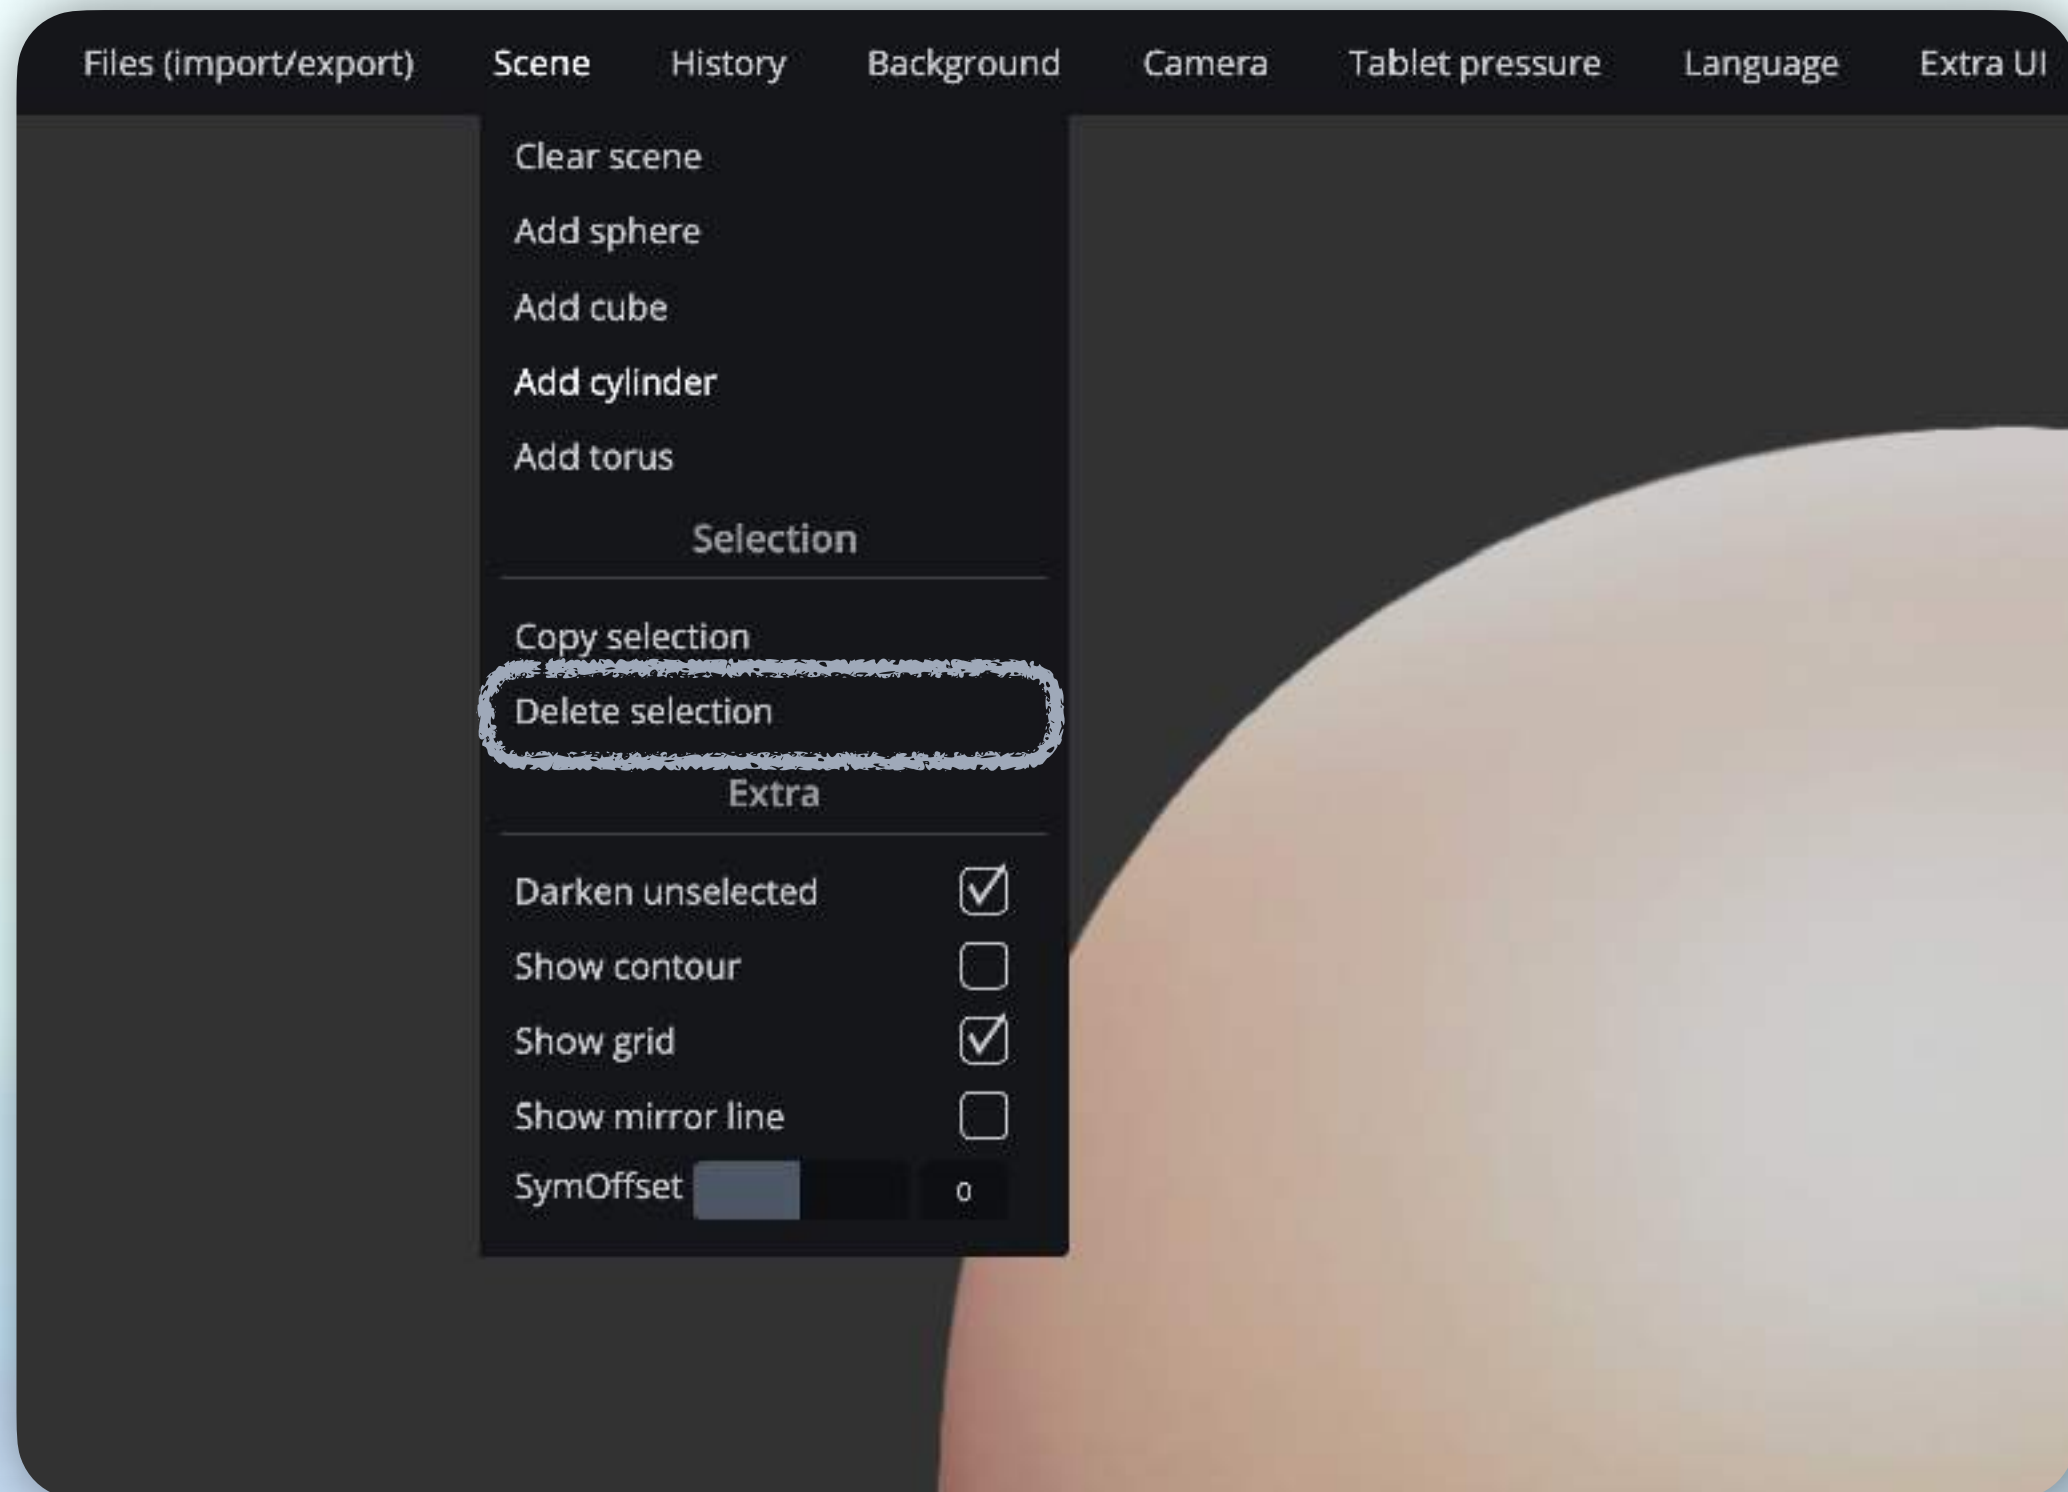 Files (import/export) Scene History Background Camera Tablet pressure Language Extra UI
Clear scene
Add sphere
Add cube
Add cylinder
Add torus
Selection
Copy selection
Delete selection
Extra
Darken unselected
Show contour
Show grid
Show mirror line
SymOffset 0